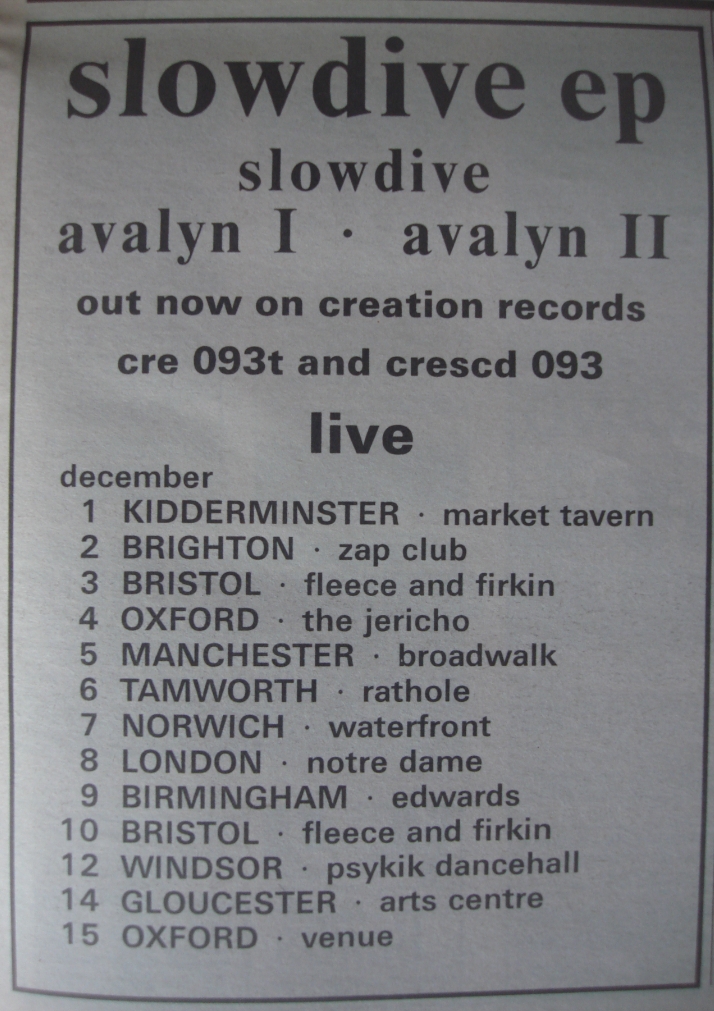 slowdive ep
slowdive
avalyn I · avalyn II
out now on creation records
cre 093t and crescd 093
live
december
1 KIDDERMINSTER · market tavern
2 BRIGHTON · zap club
3 BRISTOL · fleece and firkin
4 OXFORD · the jericho
5 MANCHESTER · broadwalk
6 TAMWORTH · rathole
7 NORWICH · waterfront
8 LONDON · notre dame
9 BIRMINGHAM · edwards
10 BRISTOL · fleece and firkin
12 WINDSOR · psykik dancehall
14 GLOUCESTER · arts centre
15 OXFORD · venue